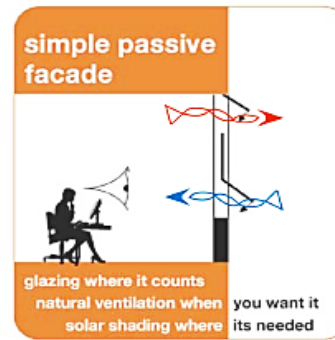 simple passive
facade
glazing where it counts
natural ventilation when you want it
solar shading where its needed